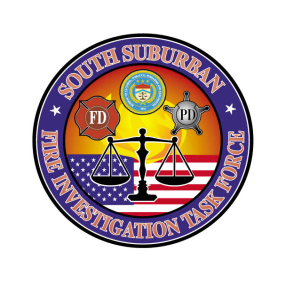 SOUTH SUBURBAN
FD
PD
FIRE INVESTIGATION TASK FORCE